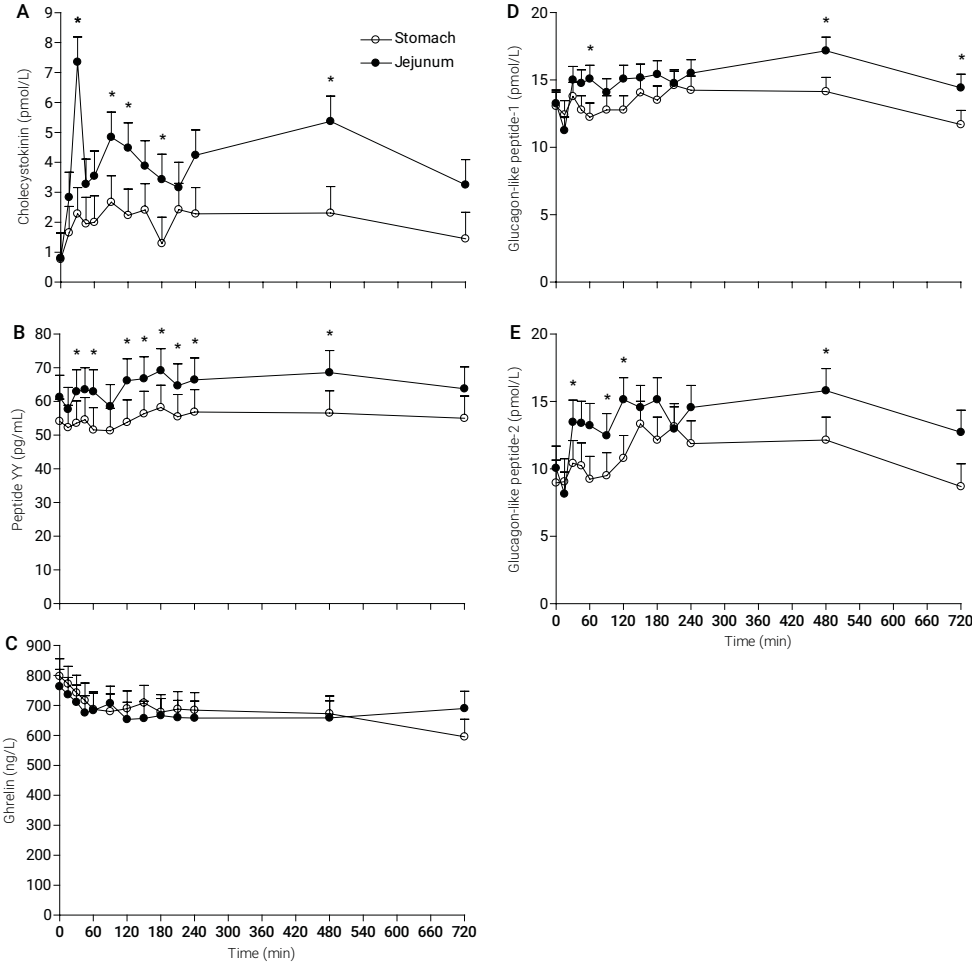 A
9
8
7
6
5
4
3
2
1
0
Cholecystokinin (pmol/L)
* * * * *
Stomach
Jejunum
B
80
70
60
50
40
30
20
10
0
Peptide YY (pg/mL)
* * * * * * * *
C
900
800
700
600
500
400
300
200
100
0
Ghrelin (ng/L)
0 60 120 180 240 300 360 420 480 540 600 660 720
Time (min)
D
20
15
10
5
0
Glucagon-like peptide-1 (pmol/L)
* * *
E
20
15
10
5
0
Glucagon-like peptide-2 (pmol/L)
* * * *
0 60 120 180 240 300 360 420 480 540 600 660 720
Time (min)